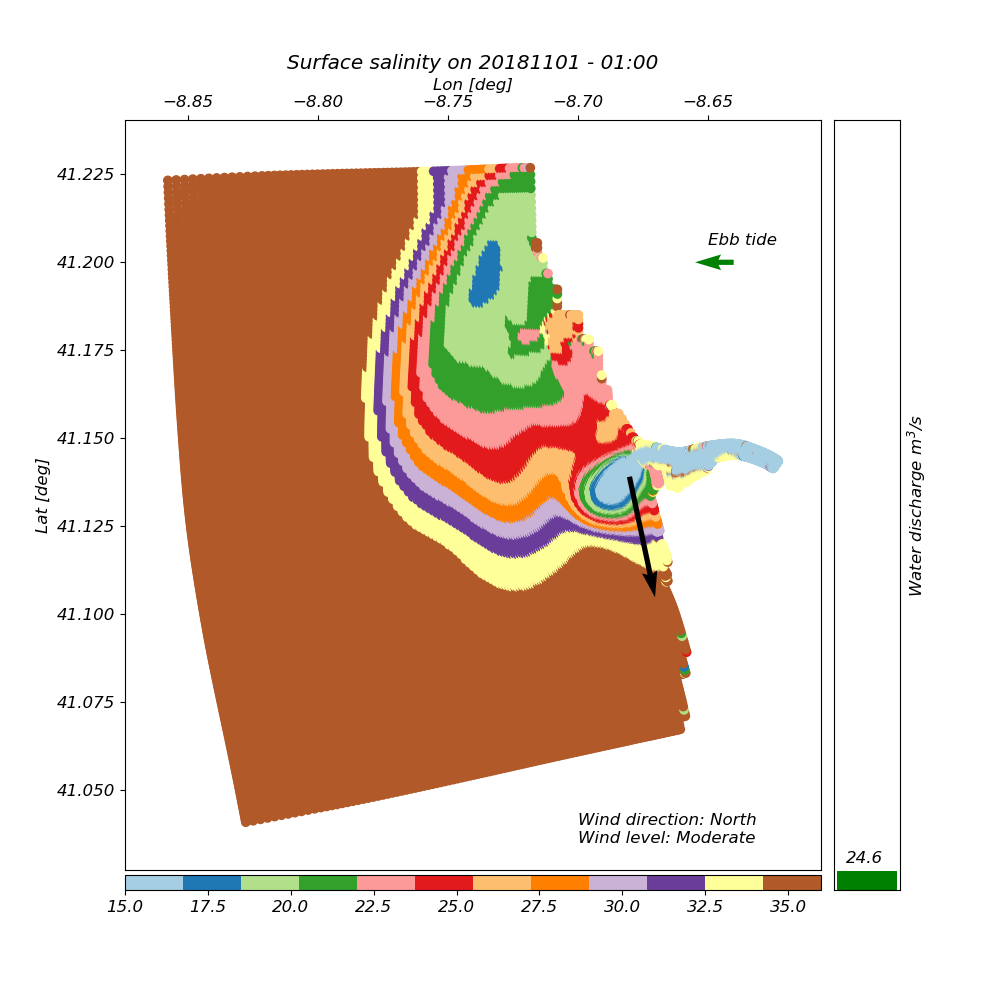 Surface salinity on 20181101 - 01:00
Lon [deg]
−8.85 −8.80 −8.75 −8.70 −8.65
41.225
Ebb tide
41.200
41.175
41.150
41.125
41.100
41.075
41.050
Lat [deg]
Water discharge m³/s
Wind direction: North
Wind level: Moderate
24.6
15.0 17.5 20.0 22.5 25.0 27.5 30.0 32.5 35.0